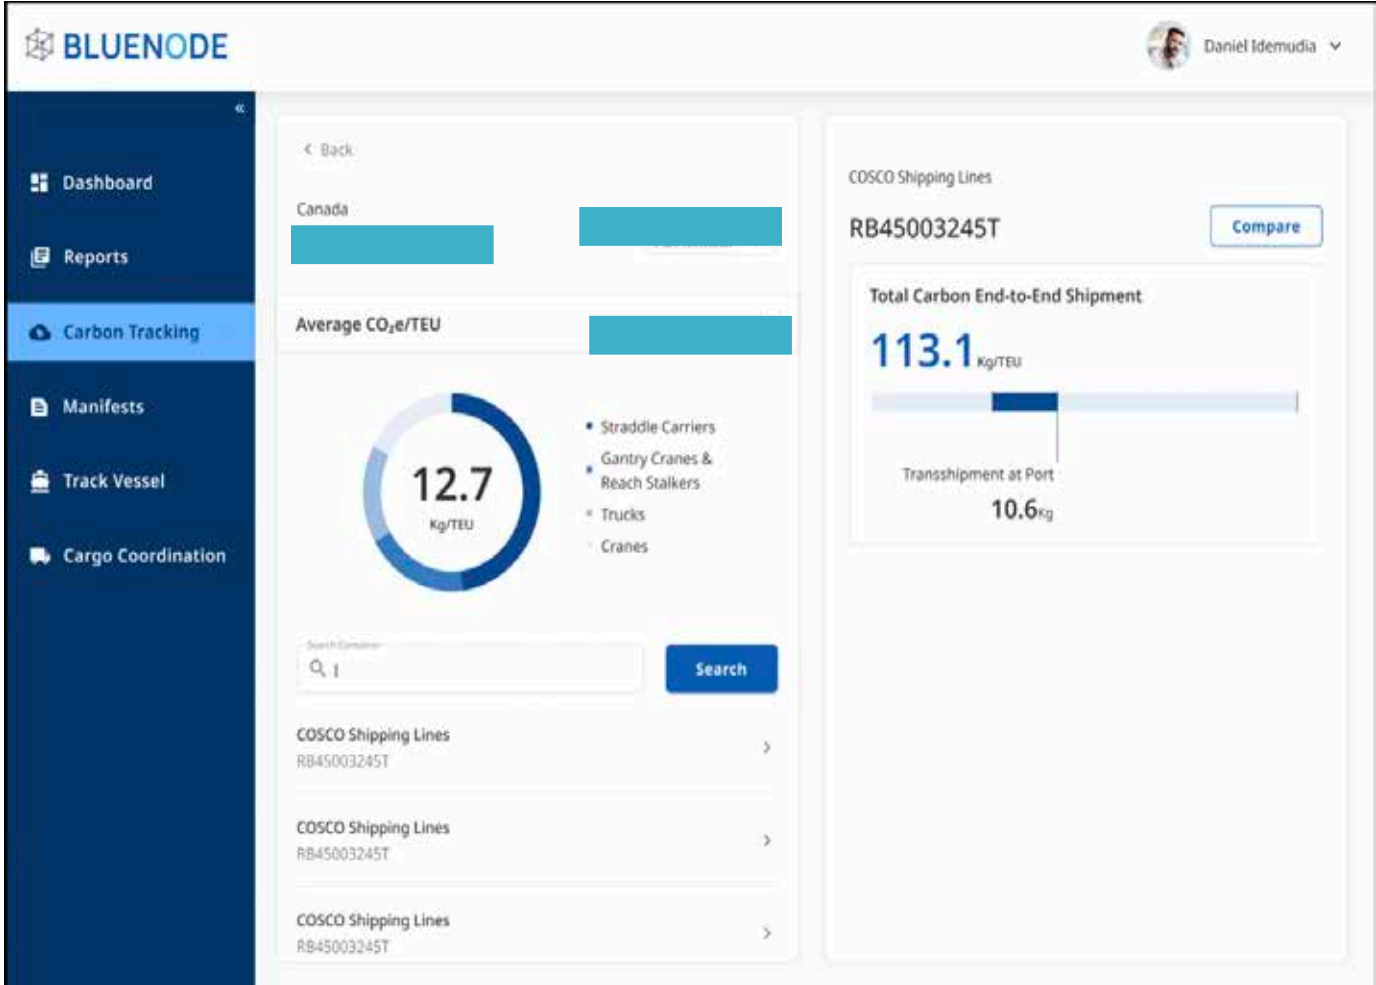 BLUENODE
Daniel Idemudia
«
Dashboard
Reports
Carbon Tracking
Manifests
Track Vessel
Cargo Coordination
< Back
Canada
Average CO₂e/TEU
12.7
Kg/TEU
Straddle Carriers
Gantry Cranes &
Reach Stalkers
Trucks
Cranes
Search Container
Search
COSCO Shipping Lines
RB45003245T
COSCO Shipping Lines
RB45003245T
COSCO Shipping Lines
RB45003245T
COSCO Shipping Lines
RB45003245T
Compare
Total Carbon End-to-End Shipment
113.1 Kg/TEU
Transshipment at Port
10.6Kg